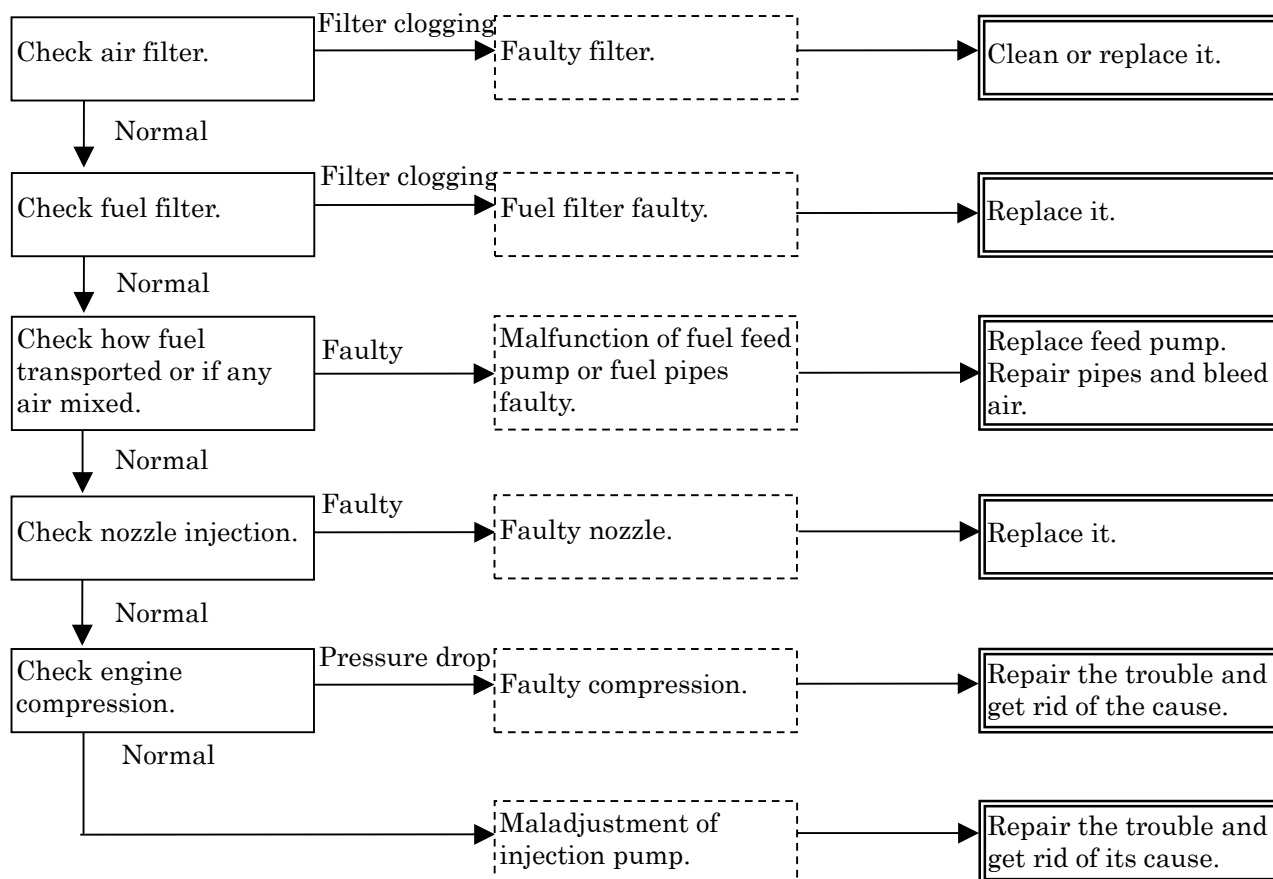 Filter clogging
Check air filter.
Faulty filter.
Clean or replace it.
Normal
Filter clogging
Check fuel filter.
Fuel filter faulty.
Replace it.
Normal
Check how fuel
transported or if any
air mixed.
Faulty
Malfunction of fuel feed
pump or fuel pipes
faulty.
Replace feed pump.
Repair pipes and bleed
air.
Normal
Check nozzle injection.
Faulty
Faulty nozzle.
Replace it.
Normal
Check engine
compression.
Pressure drop
Faulty compression.
Repair the trouble and
get rid of the cause.
Normal
Maladjustment of
injection pump.
Repair the trouble and
get rid of its cause.